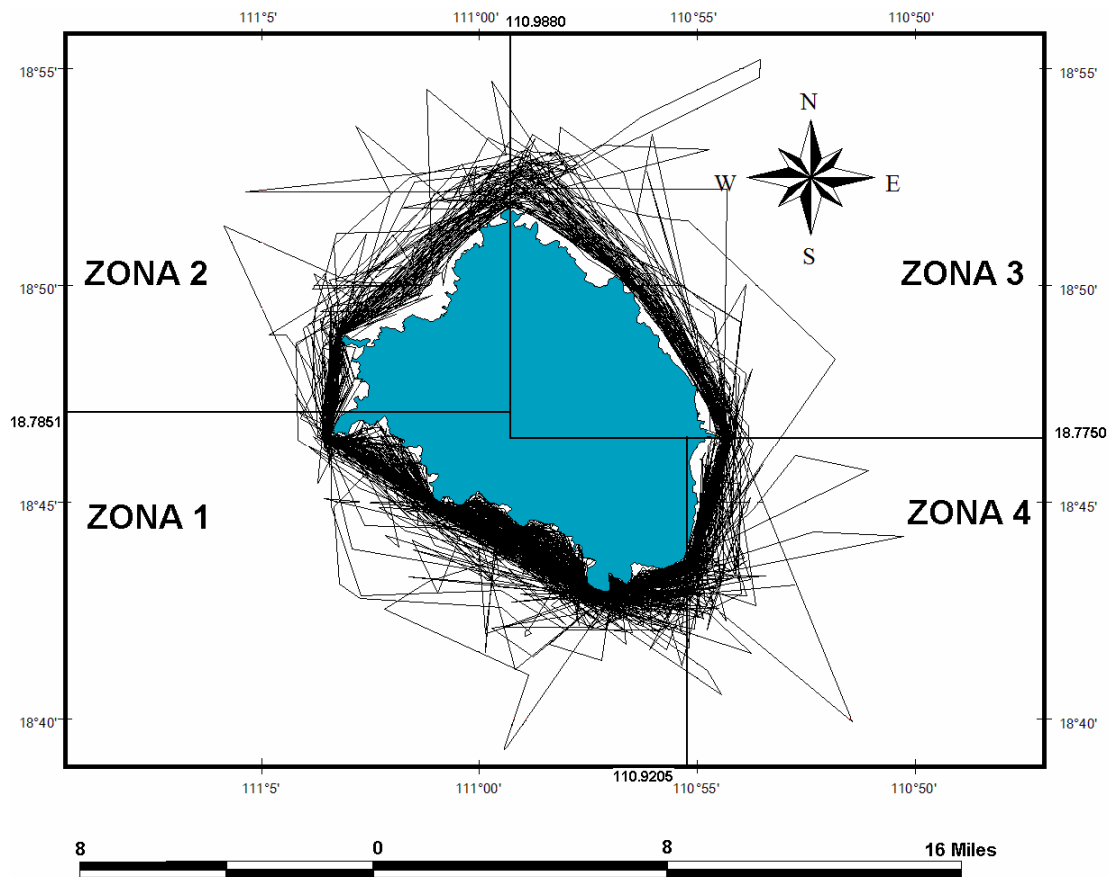 110.9880
111°5' 111°00' 110°55' 110°50'
18°55' 18°55'
N
W E
S
ZONA 2 ZONA 3
18°50' 18°50'
18.7851 18.7750
18°45' 18°45'
ZONA 1 ZONA 4
18°40' 18°40'
110.9205
111°5' 111°00' 110°55' 110°50'
8 0 8 16 Miles